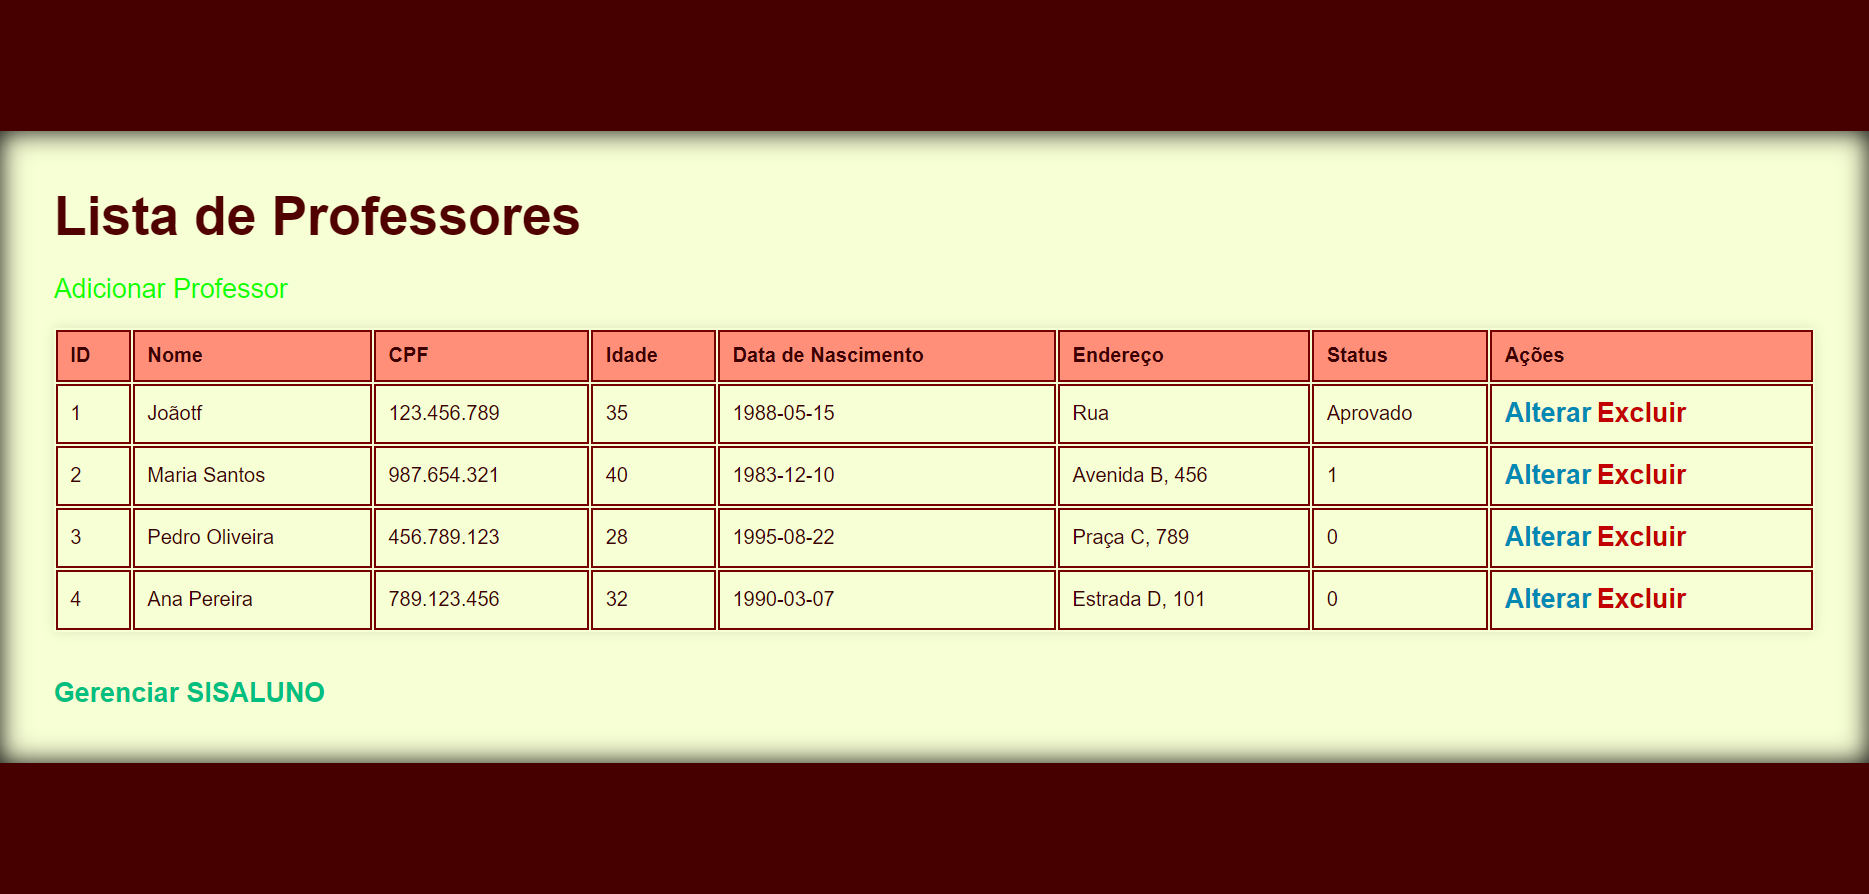 Lista de Professores
Adicionar Professor
ID Nome CPF Idade Data de Nascimento Endereço Status Ações
1 Joãotf 123.456.789 35 1988-05-15 Rua Aprovado Alterar Excluir
2 Maria Santos 987.654.321 40 1983-12-10 Avenida B, 456 1 Alterar Excluir
3 Pedro Oliveira 456.789.123 28 1995-08-22 Praça C, 789 0 Alterar Excluir
4 Ana Pereira 789.123.456 32 1990-03-07 Estrada D, 101 0 Alterar Excluir
Gerenciar SISALUNO